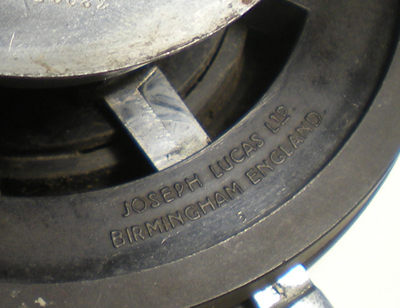 JOSEPH LUCAS LTD.
BIRMINGHAM ENGLAND.